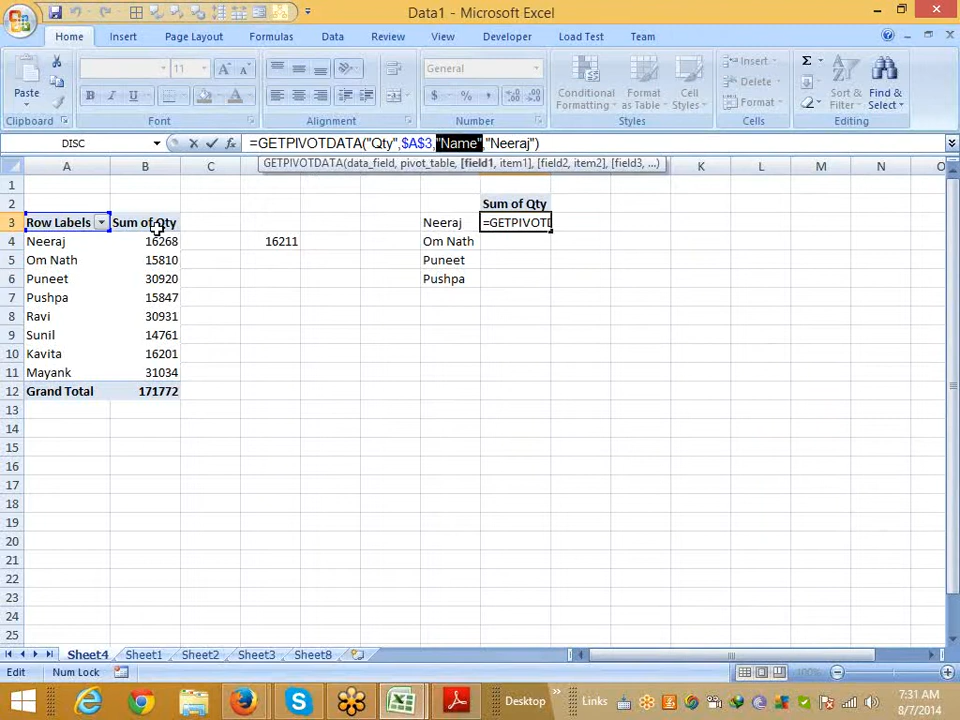 Data1 - Microsoft Excel
Home Insert Page Layout Formulas Data Review View Developer Load Test Team
Paste
11
General
Conditional Formatting
Format as Table
Cell Styles
Insert
Delete
Format
Sort & Filter
Find & Select
Clipboard Font Alignment Number Styles Cells Editing
DISC =GETPIVOTDATA("Qty",$A$3,"Name","Neeraj")
GETPIVOTDATA(data_field, pivot_table, [field1, item1], [field2, item2], [field3, ...)
A B C K L M N O
1
2 Sum of Qty
3 Row Labels Sum of Qty Neeraj =GETPIVOTD
4 Neeraj 16268 16211 Om Nath
5 Om Nath 15810 Puneet
6 Puneet 30920 Pushpa
7 Pushpa 15847
8 Ravi 30931
9 Sunil 14761
10 Kavita 16201
11 Mayank 31034
12 Grand Total 171772
13
14
15
16
17
18
19
20
21
22
23
24
25
Sheet4 Sheet1 Sheet2 Sheet3 Sheet8
Edit Num Lock 100%
Desktop Links
7:31 AM
8/7/2014